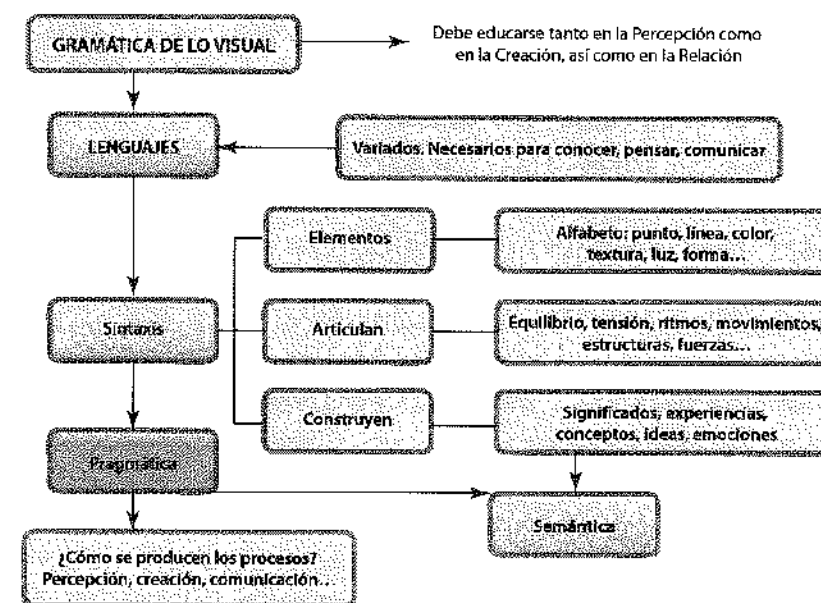 GRAMÁTICA DE LO VISUAL
Debe educarse tanto en la Percepción como
en la Creación, así como en la Relación
LENGUAJES
Variados. Necesarios para conocer, pensar, comunicar
Elementos
Alfabeto: punto, línea, color,
textura, luz, forma...
Sintaxis
Articulan
Equilibrio, tensión, ritmos, movimientos,
estructuras, fuerzas...
Construyen
Significados, experiencias,
conceptos, ideas, emociones
Pragmática
Semántica
¿Cómo se producen los procesos?
Percepción, creación, comunicación...